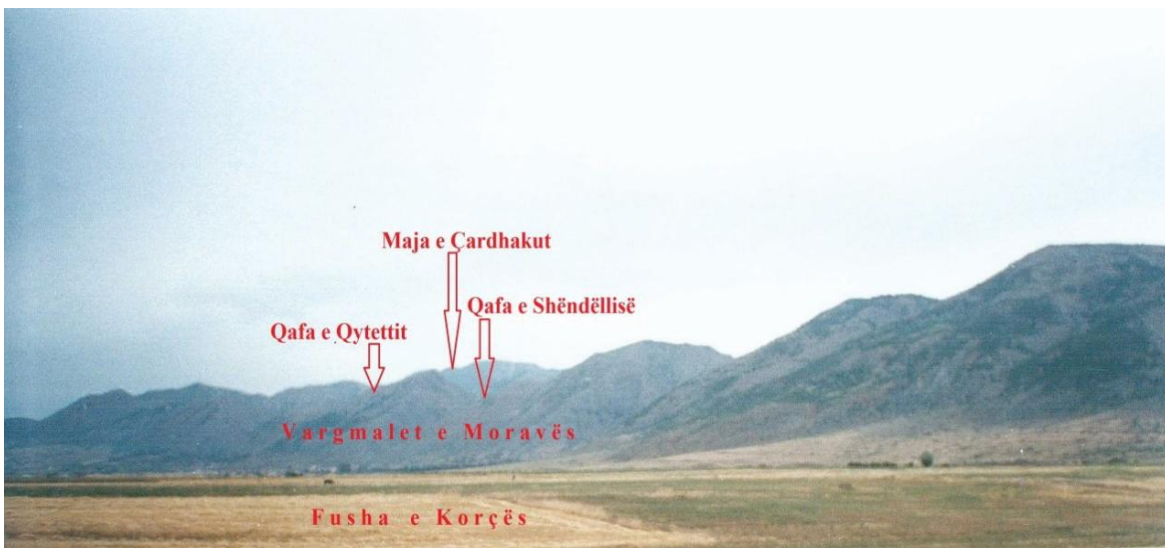 Maja e Çardhakut
Qafa e Shëndëllisë
Qafa e Qytettit
Vargmalet e Moravës
Fusha e Korçës